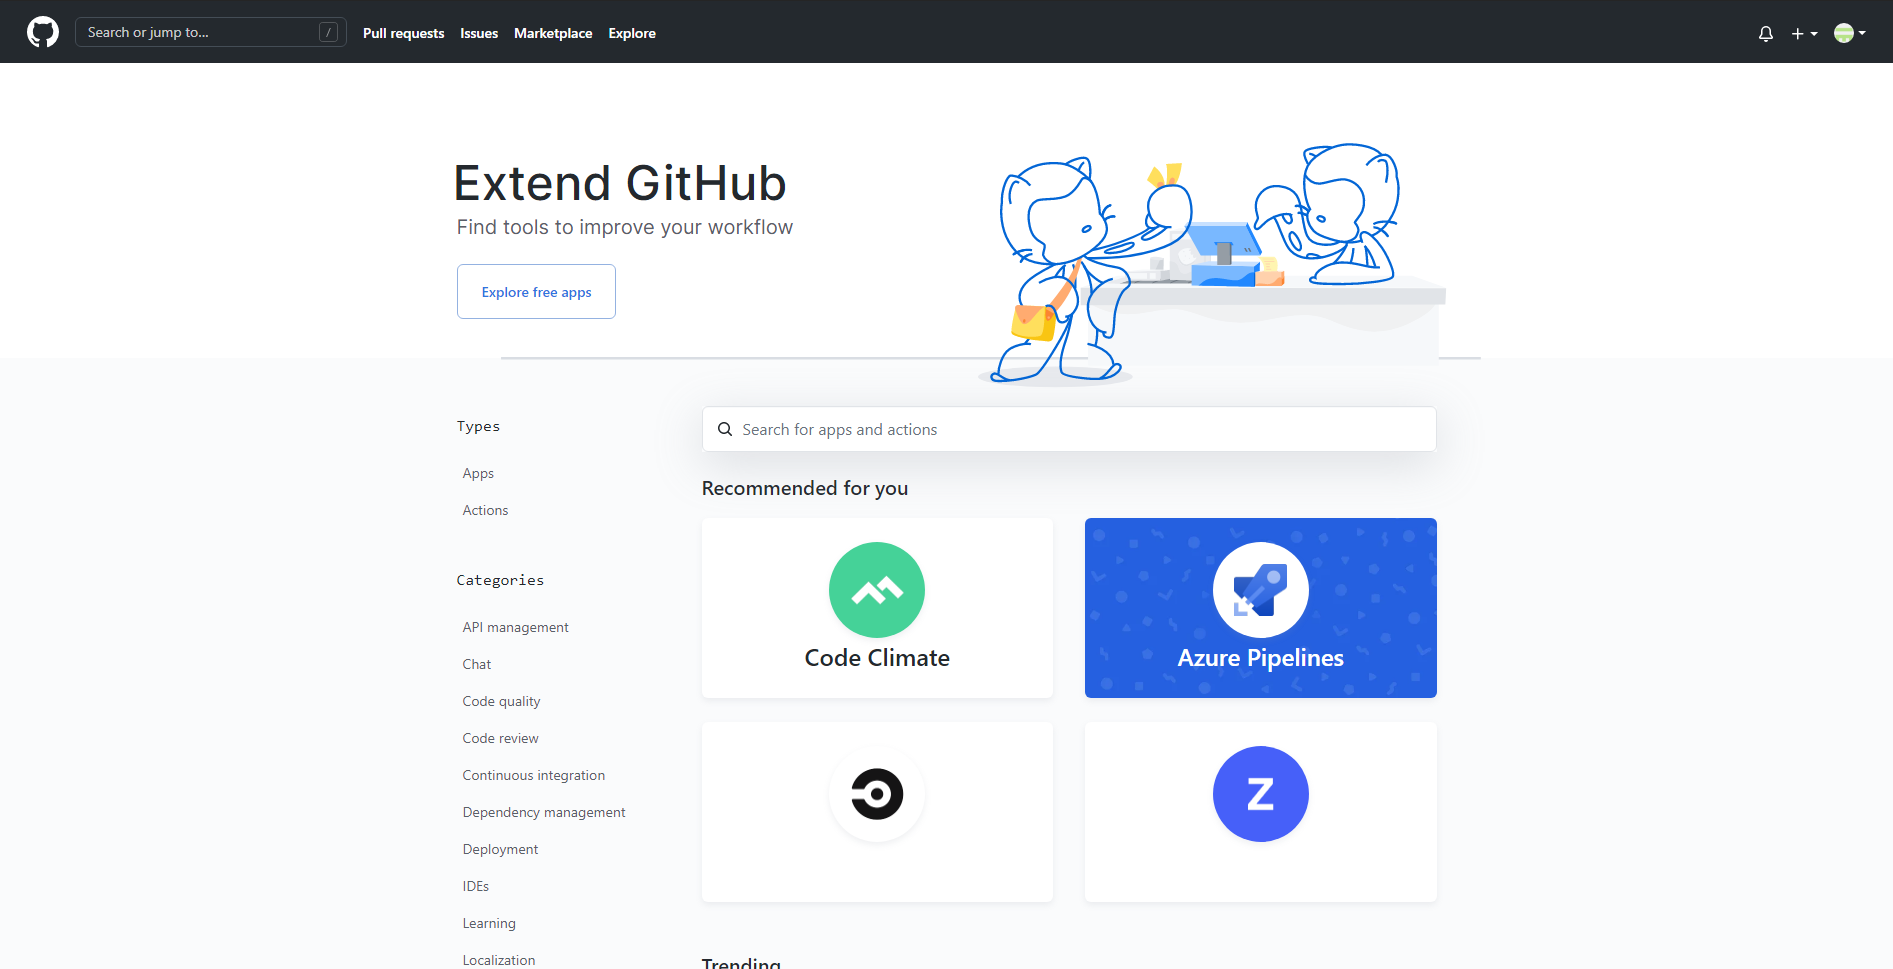 Search or jump to... /
Pull requests
Issues
Marketplace
Explore
Extend GitHub
Find tools to improve your workflow
Explore free apps
Types
Apps
Actions
Categories
API management
Chat
Code quality
Code review
Continuous integration
Dependency management
Deployment
IDEs
Learning
Localization
Search for apps and actions
Recommended for you
Code Climate
Azure Pipelines
Z
Trending